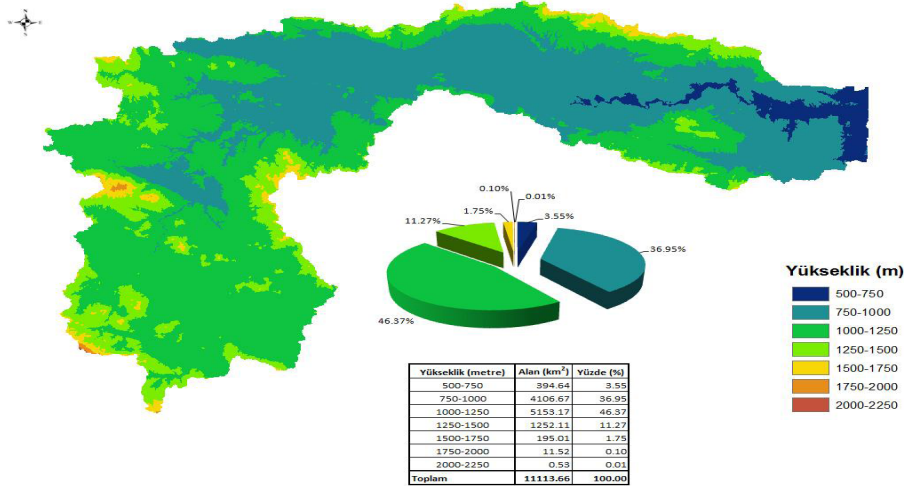 N
W E
S
0.10%
0.01%
1.75%
3.55%
11.27%
36.95%
46.37%
Yükseklik (m)
500-750
750-1000
1000-1250
1250-1500
1500-1750
1750-2000
2000-2250
Yükseklik (metre) Alan (km²) Yüzde (%)
500-750 394.64 3.55
750-1000 4106.67 36.95
1000-1250 5153.17 46.37
1250-1500 1252.11 11.27
1500-1750 195.01 1.75
1750-2000 11.52 0.10
2000-2250 0.53 0.01
Toplam 11113.66 100.00